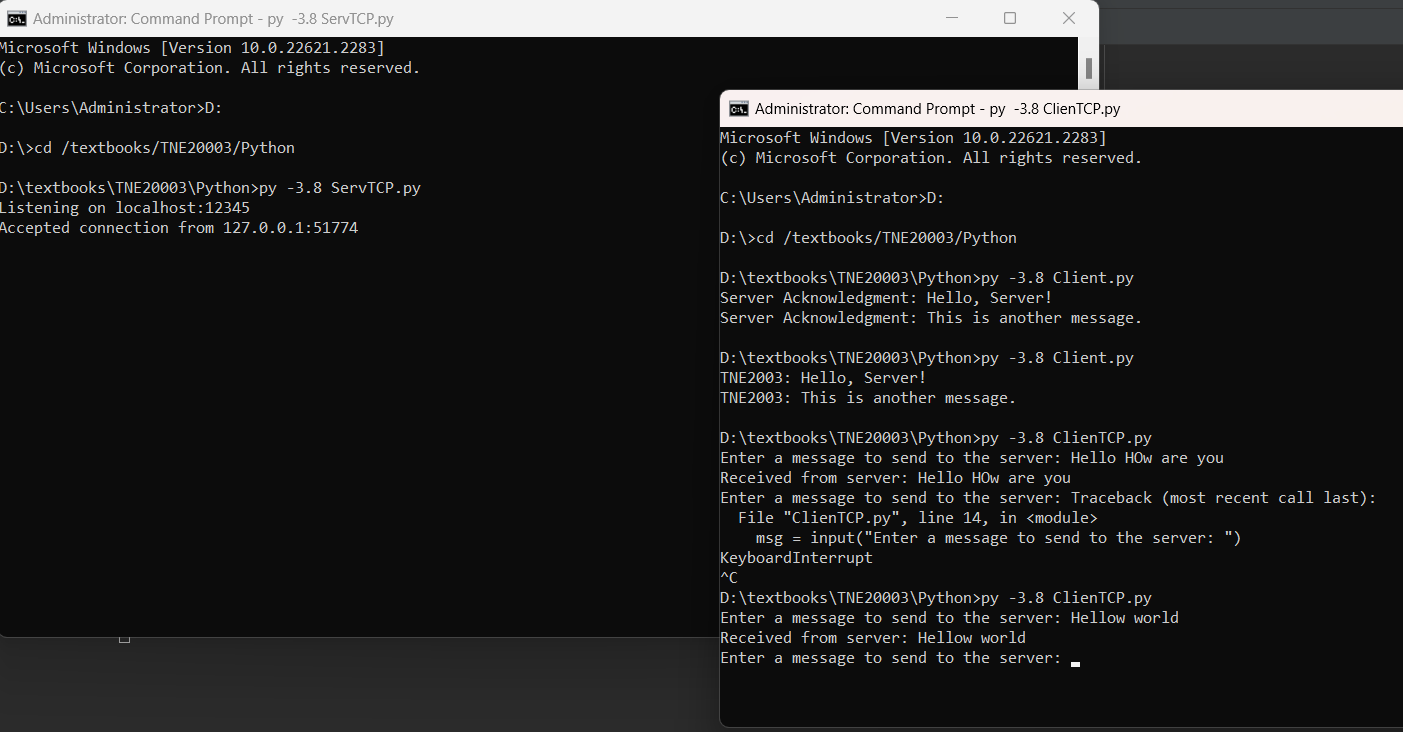 Administrator: Command Prompt - py  -3.8 ServTCP.py
Microsoft Windows [Version 10.0.22621.2283]
(c) Microsoft Corporation. All rights reserved.
C:\Users\Administrator>D:
D:\>cd /textbooks/TNE20003/Python
D:\textbooks\TNE20003\Python>py -3.8 ServTCP.py
Listening on localhost:12345
Accepted connection from 127.0.0.1:51774
Administrator: Command Prompt - py  -3.8 ClienTCP.py
Microsoft Windows [Version 10.0.22621.2283]
(c) Microsoft Corporation. All rights reserved.
C:\Users\Administrator>D:
D:\>cd /textbooks/TNE20003/Python
D:\textbooks\TNE20003\Python>py -3.8 Client.py
Server Acknowledgment: Hello, Server!
Server Acknowledgment: This is another message.
D:\textbooks\TNE20003\Python>py -3.8 Client.py
TNE2003: Hello, Server!
TNE2003: This is another message.
D:\textbooks\TNE20003\Python>py -3.8 ClienTCP.py
Enter a message to send to the server: Hello HOw are you
Received from server: Hello HOw are you
Enter a message to send to the server: Traceback (most recent call last):
  File "ClienTCP.py", line 14, in <module>
    msg = input("Enter a message to send to the server: ")
KeyboardInterrupt
^C
D:\textbooks\TNE20003\Python>py -3.8 ClienTCP.py
Enter a message to send to the server: Hellow world
Received from server: Hellow world
Enter a message to send to the server: